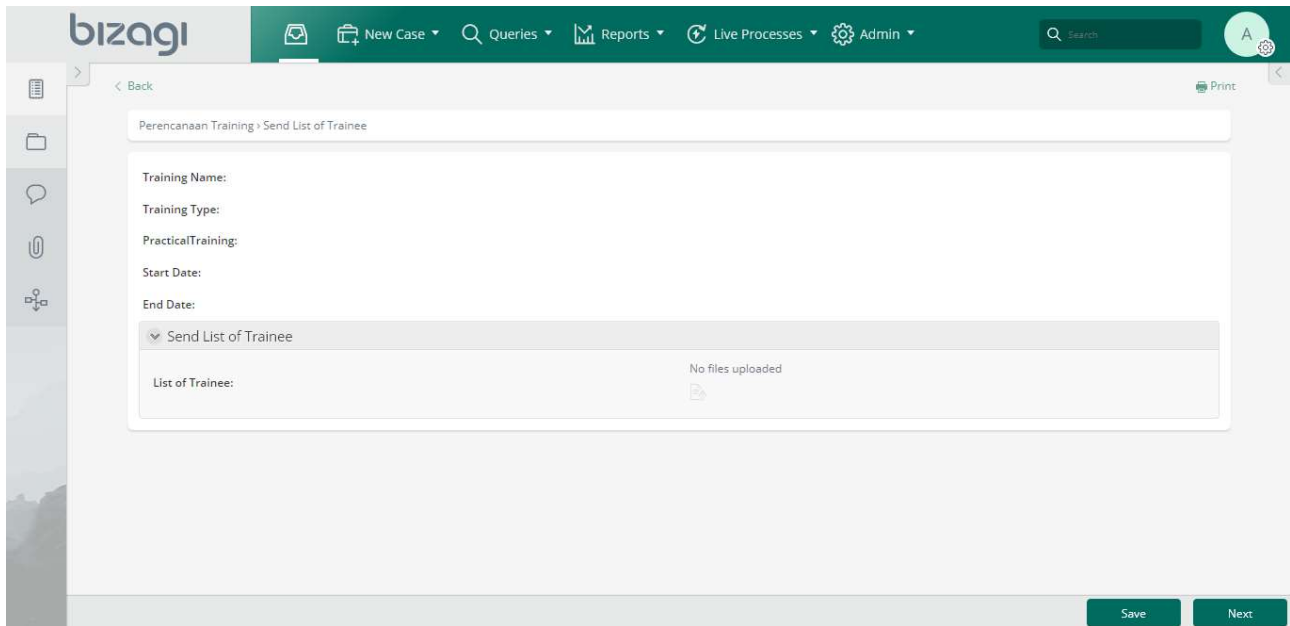 bizagi
New Case
Queries
Reports
Live Processes
Admin
Search
A
< Back
Print
Perencanaan Training › Send List of Trainee
Training Name:
Training Type:
PracticalTraining:
Start Date:
End Date:
Send List of Trainee
No files uploaded
List of Trainee:
Save
Next